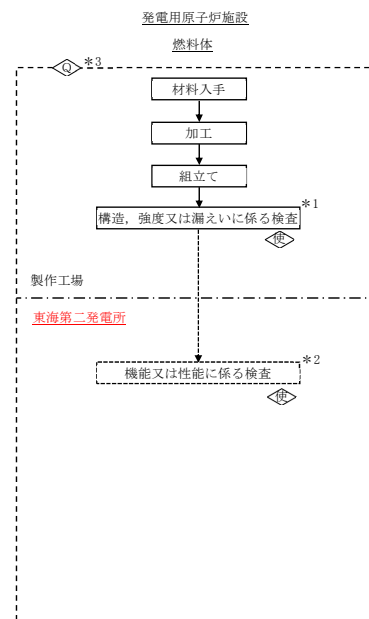 発電用原子炉施設
燃料体
Q *3
材料入手
加工
組立て
*1
構造，強度又は漏えいに係る検査
使
製作工場
東海第二発電所
*2
機能又は性能に係る検査
使